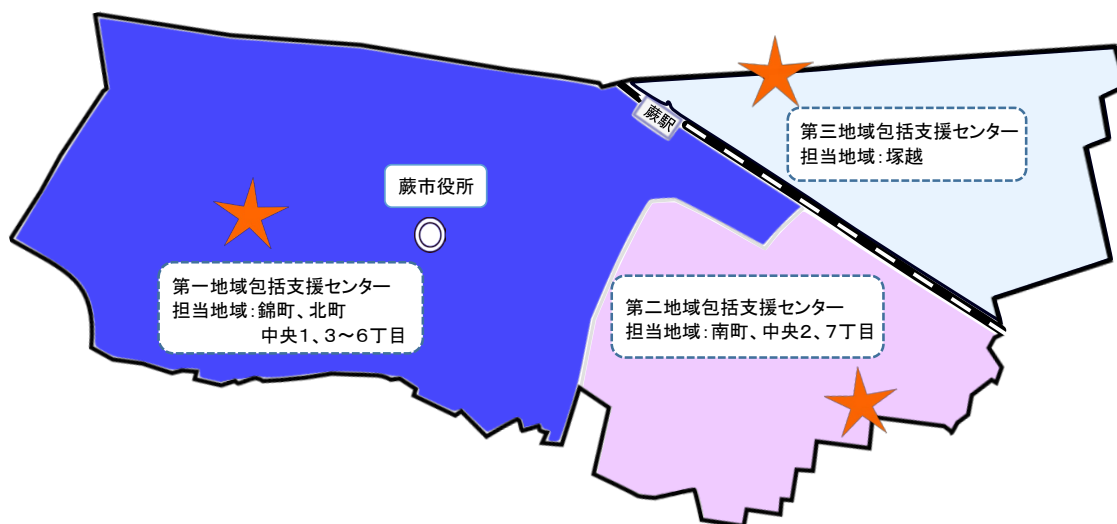 蕨駅
第三地域包括支援センター
担当地域：塚越
蕨市役所
第一地域包括支援センター
担当地域：錦町、北町
中央１、３～６丁目
第二地域包括支援センター
担当地域：南町、中央２、７丁目